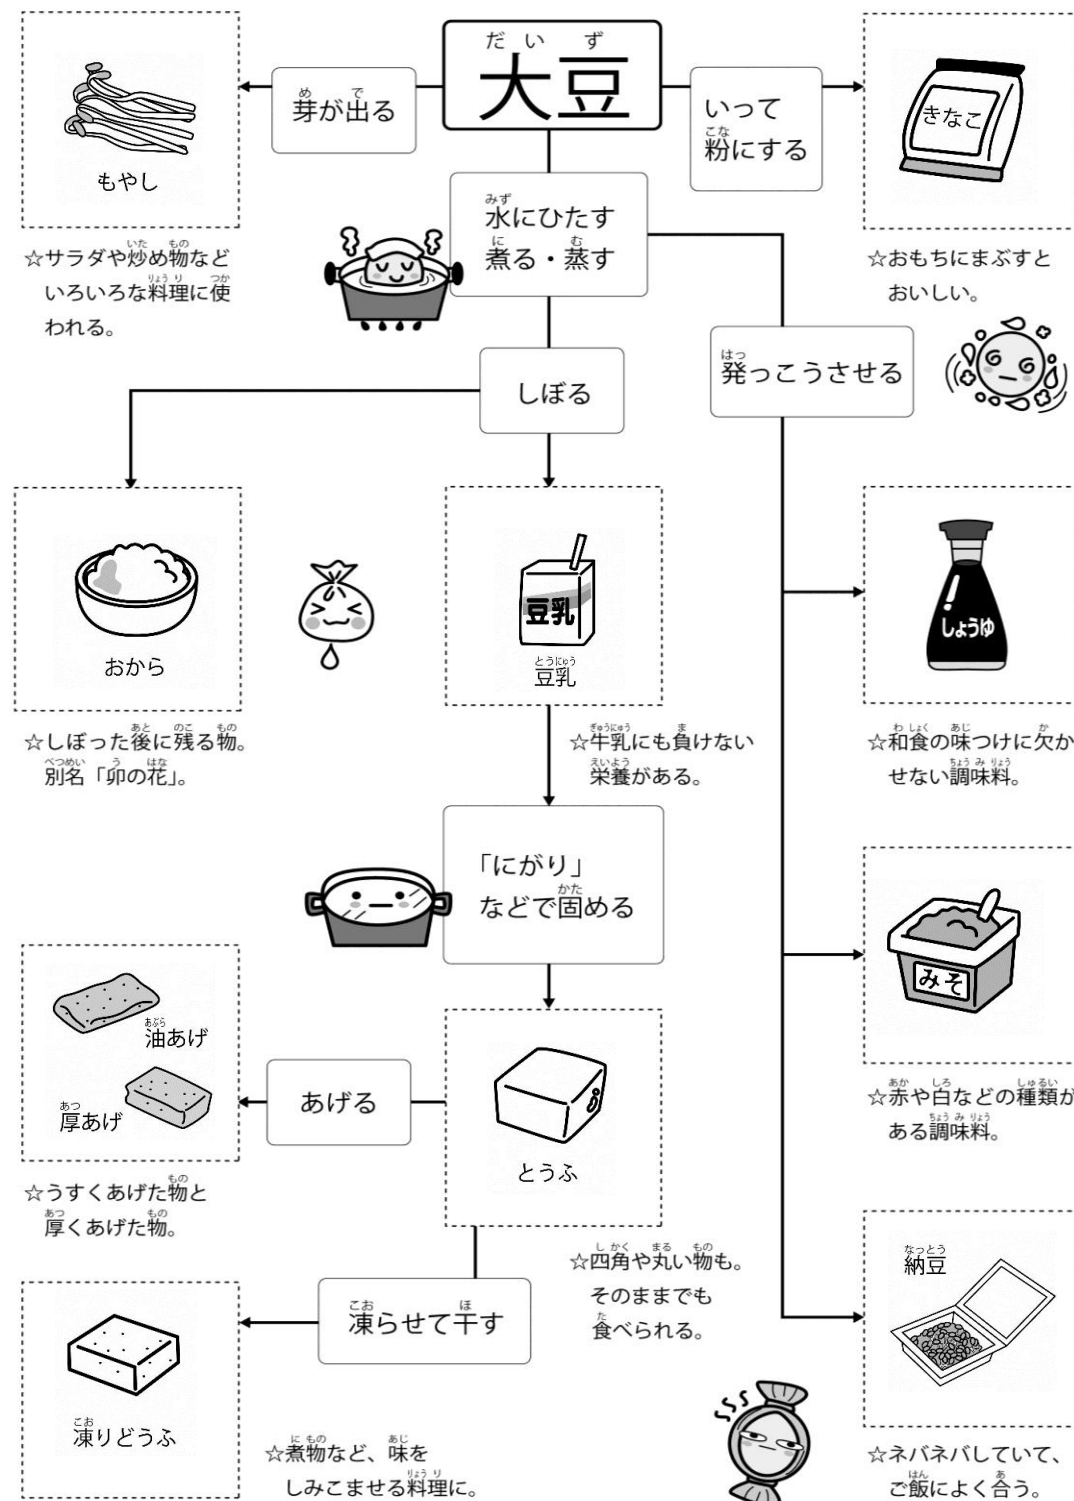 だいず
大豆
芽が出る
いって
粉にする
もやし
きなこ
水にひたす
煮る・蒸す
☆サラダや炒め物など
いろいろな料理に使
われる。
☆おもちにまぶすと
おいしい。
しぼる
発っこうさせる
おから
豆乳
とうにゅう
豆乳
しょうゆ
☆しぼった後に残る物。
別名「卯の花」。
☆牛乳にも負けない
栄養がある。
☆和食の味つけに欠か
せない調味料。
「にがり」
などで固める
みそ
油あげ
厚あげ
あげる
とうふ
☆赤や白などの種類が
ある調味料。
☆うすくあげた物と
厚くあげた物。
☆四角や丸い物も。
そのままでも
食べられる。
凍らせて干す
なっとう
納豆
凍りどうふ
☆煮物など、味を
しみこませる料理に。
☆ネバネバしていて、
ご飯によく合う。